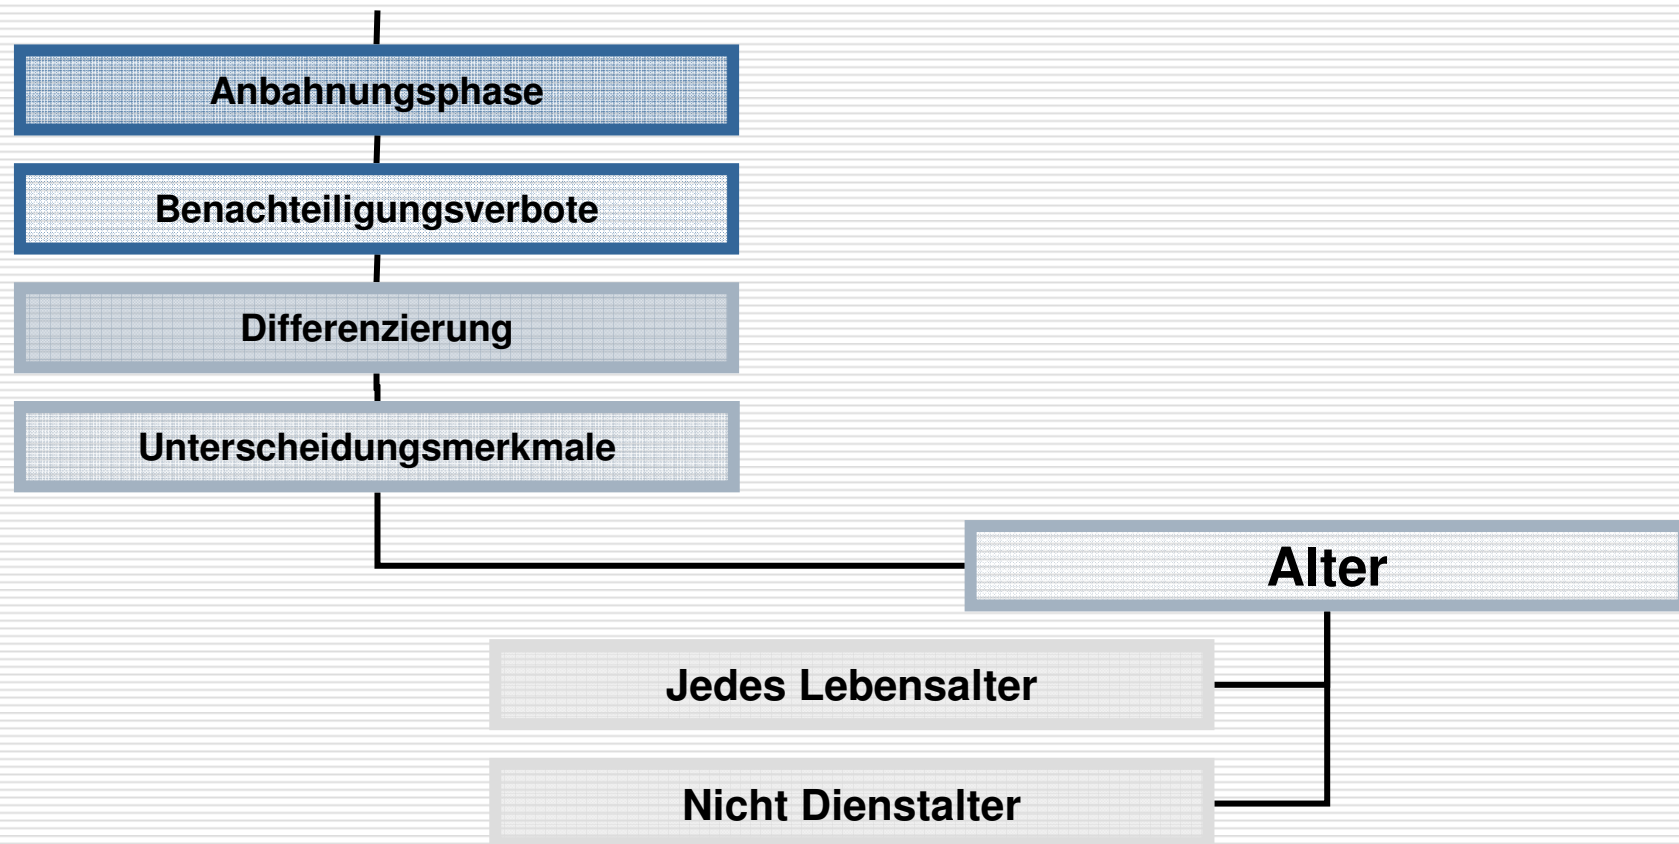 Anbahnungsphase
Benachteiligungsverbote
Differenzierung
Unterscheidungsmerkmale
Alter
Jedes Lebensalter
Nicht Dienstalter